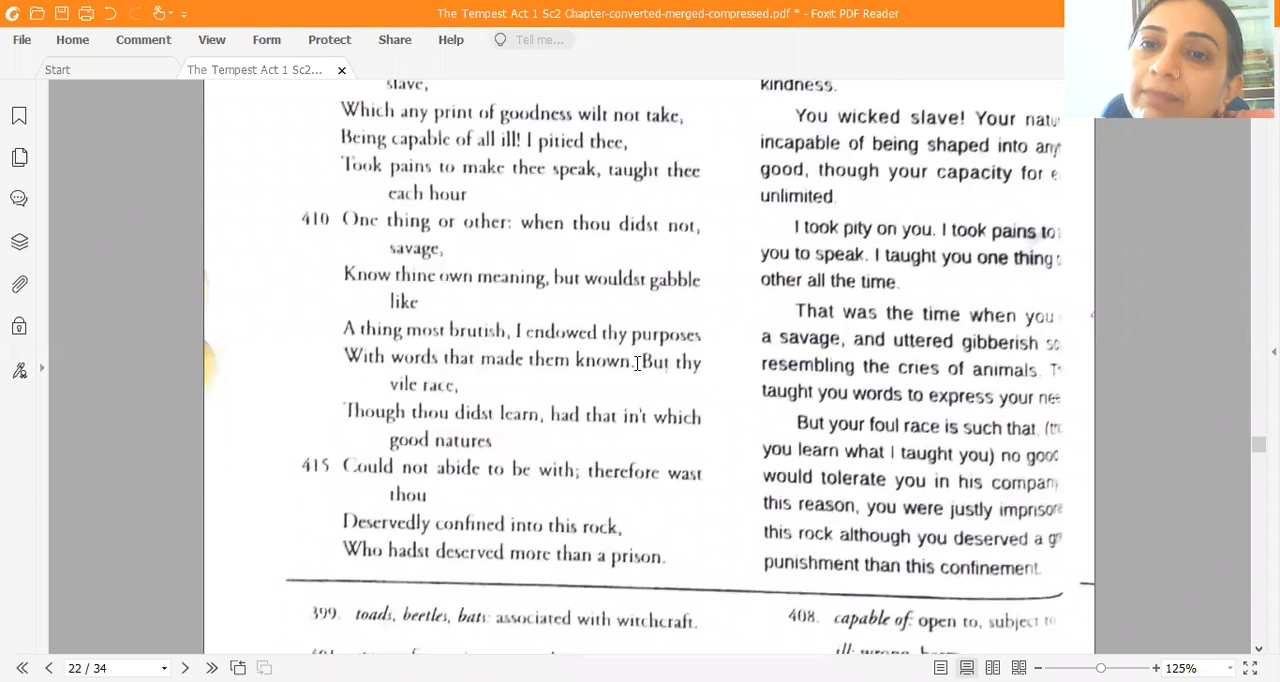 The Tempest Act 1 Sc2 Chapter-converted-merged-compressed.pdf * - Foxit PDF Reader
File Home Comment View Form Protect Share Help Tell me...
Start The Tempest Act 1 Sc2...
slave,
Which any print of goodness wilt not take,
Being capable of all ill! I pitied thee,
Took pains to make thee speak, taught thee
each hour
410 One thing or other: when thou didst not,
savage,
Know thine own meaning, but wouldst gabble
like
A thing most brutish, I endowed thy purposes
With words that made them known. But thy
vile race,
Though thou didst learn, had that in't which
good natures
415 Could not abide to be with; therefore wast
thou
Deservedly confined into this rock,
Who hadst deserved more than a prison.
kindness.
You wicked slave! Your
incapable of being shaped into
good, though your capacity for
unlimited.
I took pity on you. I took pains to
you to speak. I taught you one thing
other all the time.
That was the time when you
a savage, and uttered gibberish
resembling the cries of animals.
taught you words to express your
But your foul race is such that,
you learn what I taught you) no
would tolerate you in his
this reason, you were justly
this rock although you deserved a
punishment than this confinement.
399. toads, beetles, bats: associated with witchcraft.
408. capable of: open to, subject to
ill: wrong,
22 / 34
125%